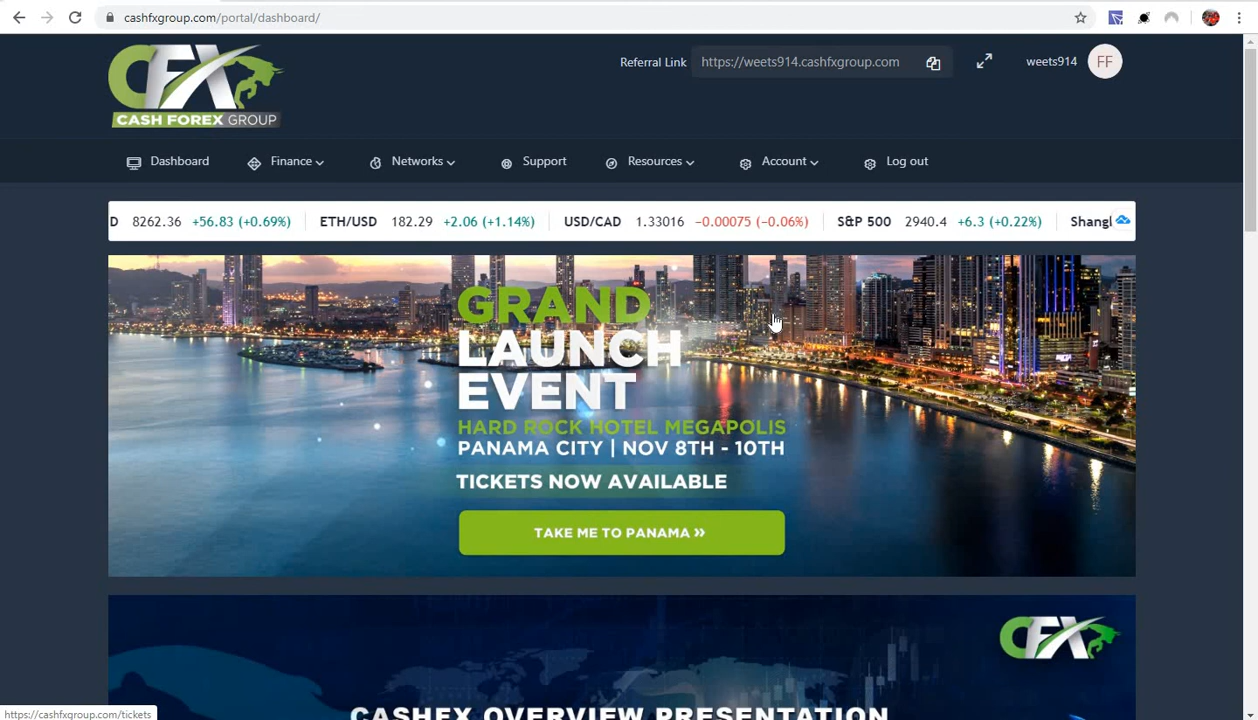 cashfxgroup.com/portal/dashboard/
CFX
CASH FOREX GROUP
Referral Link
https://weets914.cashfxgroup.com
weets914
FF
Dashboard
Finance
Networks
Support
Resources
Account
Log out
D 8262.36 +56.83 (+0.69%)
ETH/USD 182.29 +2.06 (+1.14%)
USD/CAD 1.33016 −0.00075 (−0.06%)
S&P 500 2940.4 +6.3 (+0.22%)
Shangl
GRAND
LAUNCH
EVENT
HARD ROCK HOTEL MEGAPOLIS
PANAMA CITY | NOV 8TH - 10TH
TICKETS NOW AVAILABLE
TAKE ME TO PANAMA »
CFX
CASHFX OVERVIEW PRESENTATION
https://cashfxgroup.com/tickets